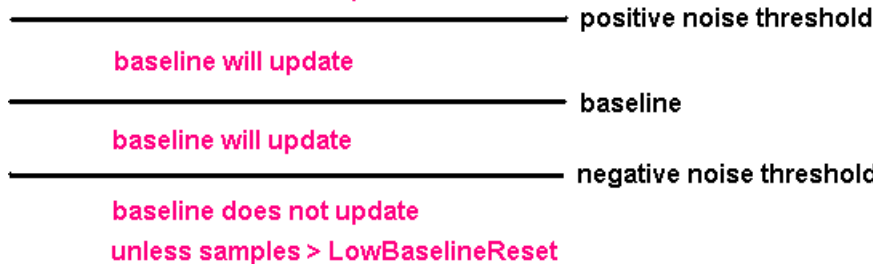 positive noise threshold
baseline will update
baseline
baseline will update
negative noise threshold
baseline does not update
unless samples > LowBaselineReset